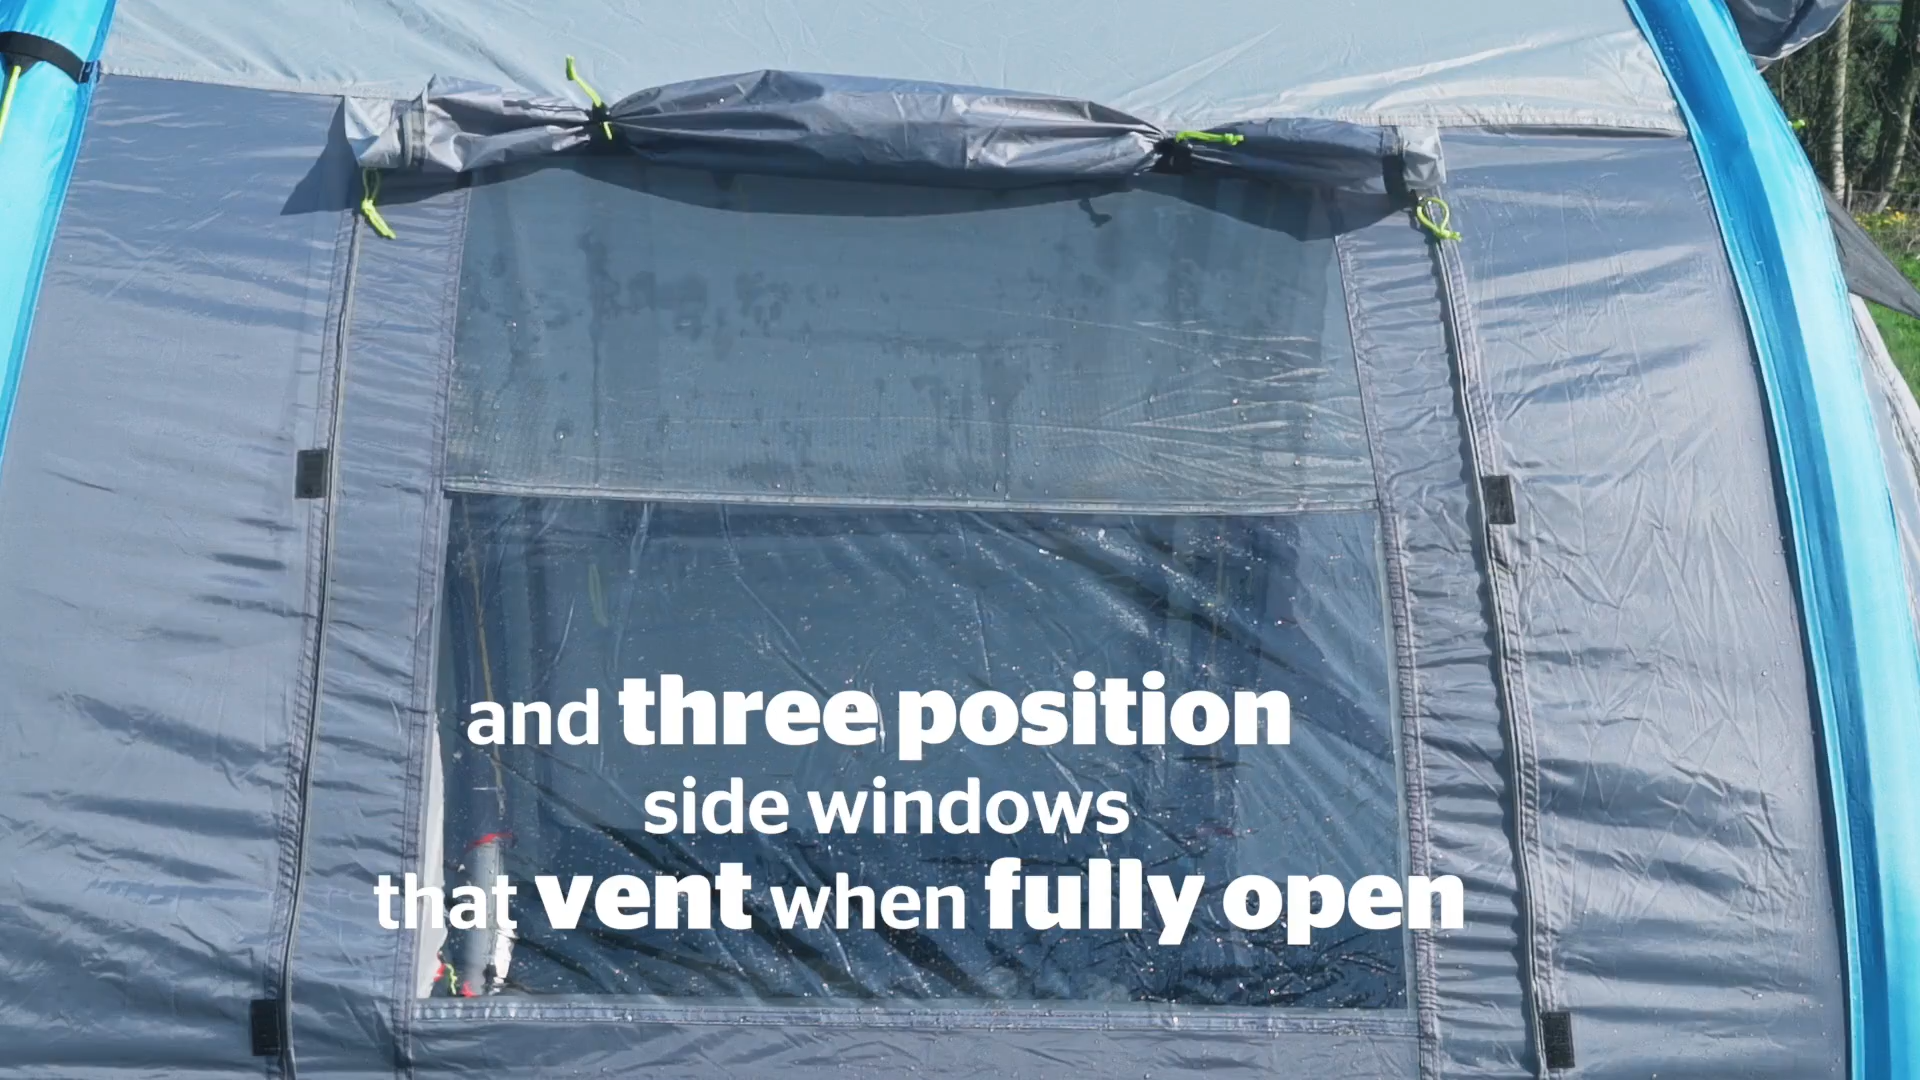 and three position
side windows
that vent when fully open